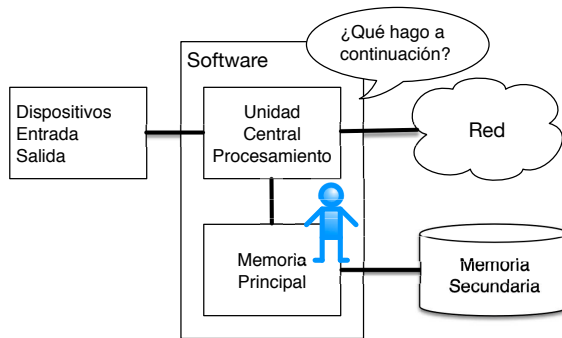 ¿Qué hago a
continuación?
Software
Dispositivos
Entrada
Salida
Unidad
Central
Procesamiento
Red
Memoria
Principal
Memoria
Secundaria